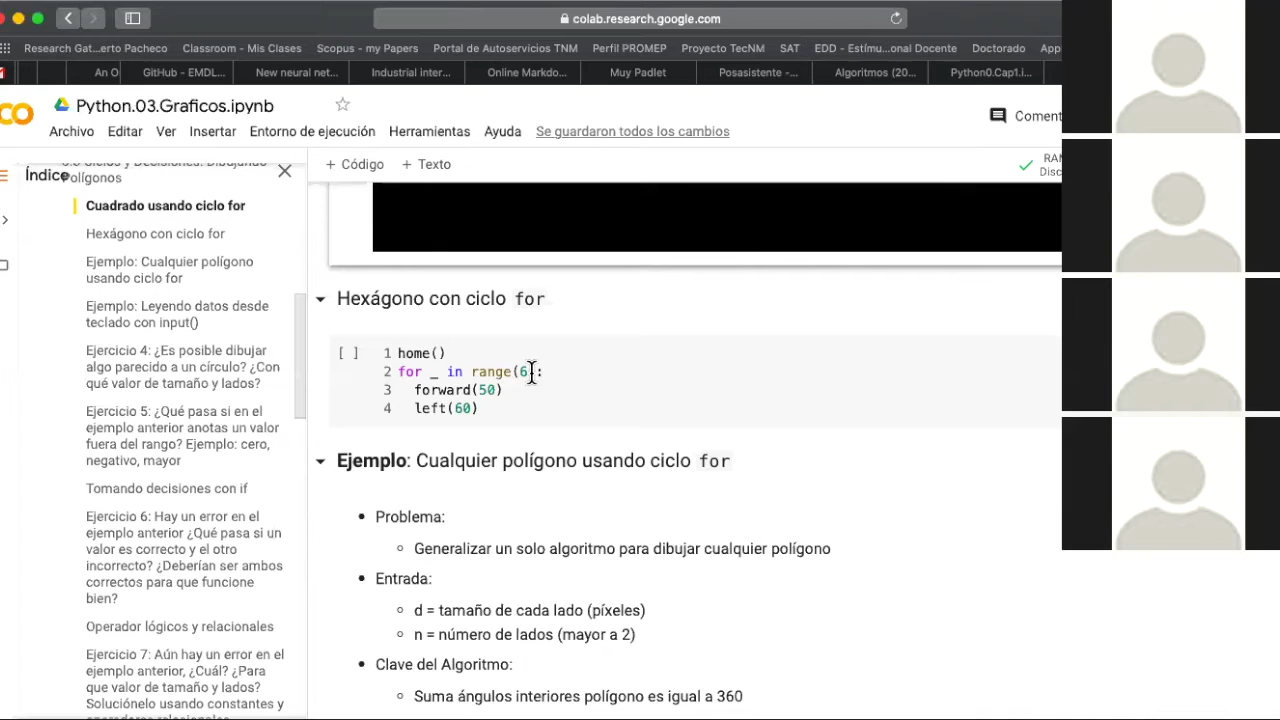 colab.research.google.com
Research Gat...erto Pacheco Classroom - Mis Clases Scopus - my Papers Portal de Autoservicios TNM Perfil PROMEP Proyecto TecNM SAT EDD - Estímu...onal Docente Doctorado App
An O GitHub - EMDL... New neural net... Industrial inter... Online Markdo... Muy Padlet Posasistente -... Algoritmos (20... Python0.Cap1.i...
Python.03.Graficos.ipynb
Archivo Editar Ver Insertar Entorno de ejecución Herramientas Ayuda Se guardaron todos los cambios
Coment
+ Código + Texto
RAM
Disc
Índice
Polígonos
Cuadrado usando ciclo for
Hexágono con ciclo for
Ejemplo: Cualquier polígono
usando ciclo for
Ejemplo: Leyendo datos desde
teclado con input()
Ejercicio 4: ¿Es posible dibujar
algo parecido a un círculo? ¿Con
qué valor de tamaño y lados?
Ejercicio 5: ¿Qué pasa si en el
ejemplo anterior anotas un valor
fuera del rango? Ejemplo: cero,
negativo, mayor
Tomando decisiones con if
Ejercicio 6: Hay un error en el
ejemplo anterior ¿Qué pasa si un
valor es correcto y el otro
incorrecto? ¿Deberían ser ambos
correctos para que funcione
bien?
Operador lógicos y relacionales
Ejercicio 7: Aún hay un error en el
ejemplo anterior, ¿Cuál? ¿Para
que valor de tamaño y lados?
Soluciónelo usando constantes y
Hexágono con ciclo for
[ ] 1 home()
2 for _ in range(6):
3 forward(50)
4 left(60)
Ejemplo: Cualquier polígono usando ciclo for
• Problema:
◦ Generalizar un solo algoritmo para dibujar cualquier polígono
• Entrada:
◦ d = tamaño de cada lado (píxeles)
◦ n = número de lados (mayor a 2)
• Clave del Algoritmo:
◦ Suma ángulos interiores polígono es igual a 360